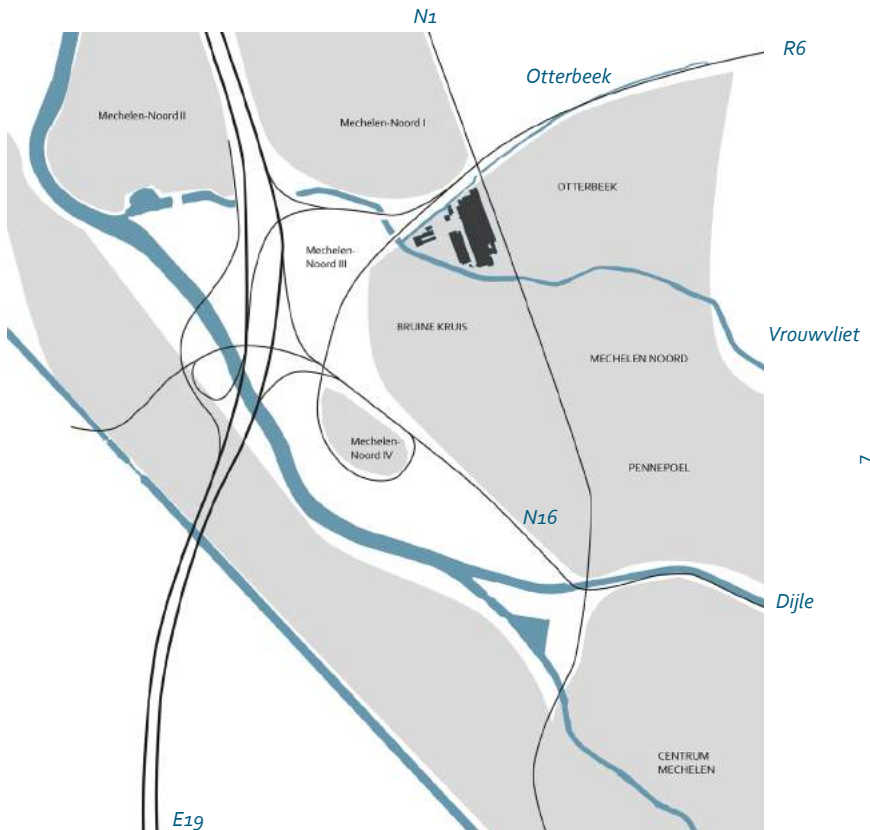 N1
R6
Otterbeek
Mechelen-Noord II
Mechelen-Noord I
OTTERBEEK
Mechelen-
Noord III
BRUINE KRUIS
Vrouwvliet
MECHELEN NOORD
Mechelen-
Noord IV
PENNEPOEL
7
N16
Dijle
CENTRUM
MECHELEN
E19